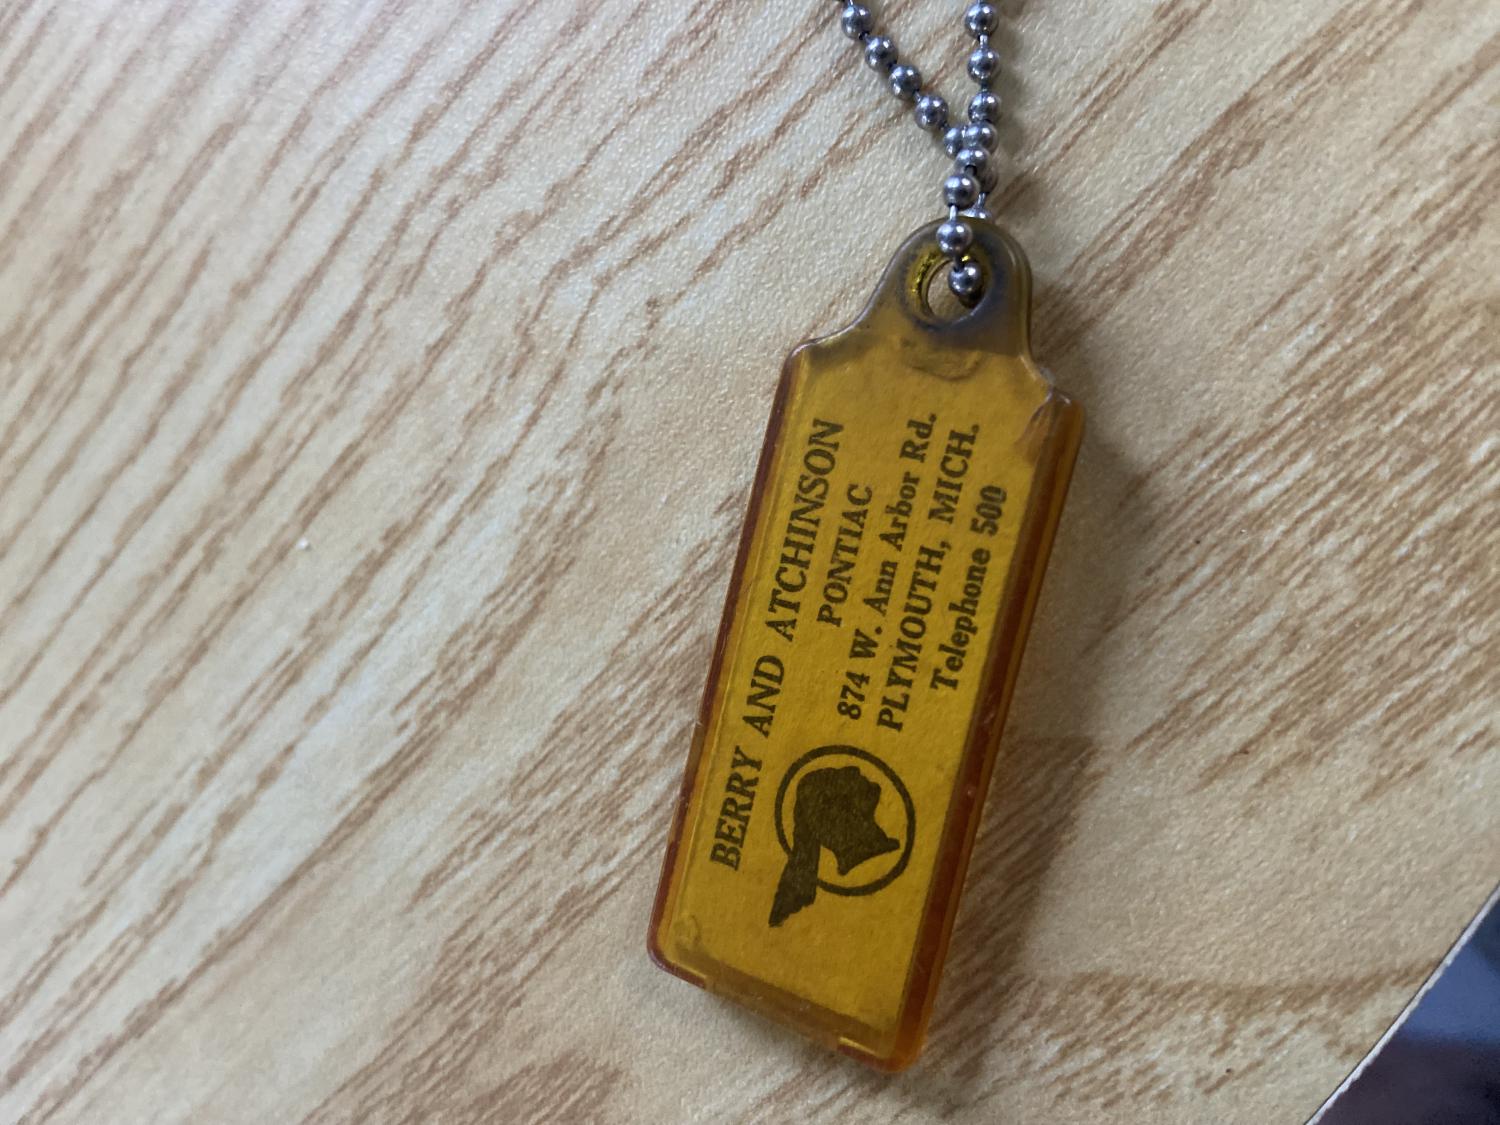 BERRY AND ATCHINSON
PONTIAC
874 W. Ann Arbor Rd.
PLYMOUTH, MICH.
Telephone 500